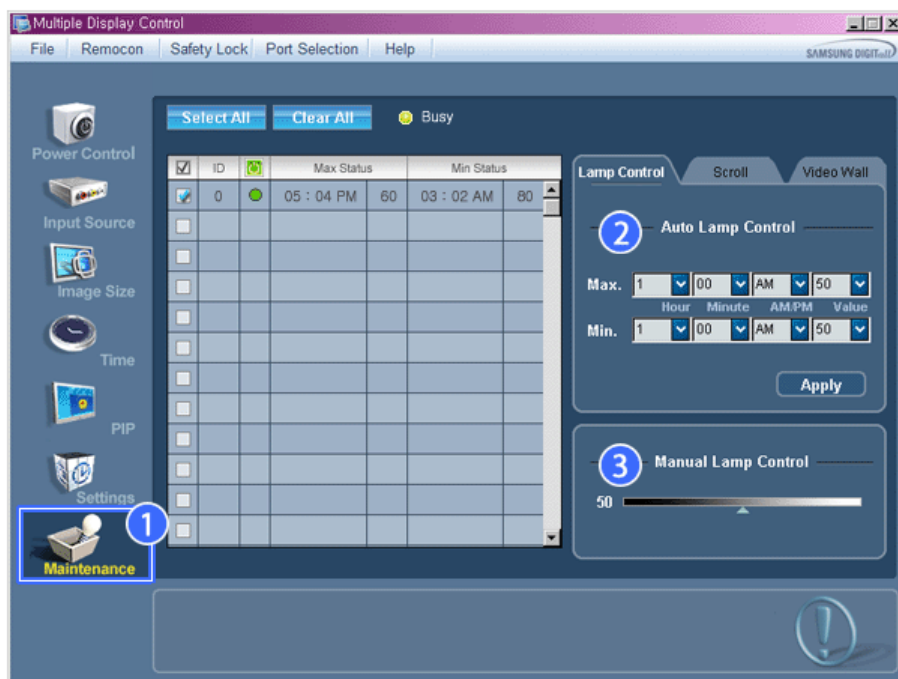 Multiple Display Control
File Remocon Safety Lock Port Selection Help
SAMSUNG DIGITall
Select All Clear All Busy
Power Control
Input Source
Image Size
Time
PIP
Settings
1
Maintenance
ID Max Status Min Status
0 05 : 04 PM 60 03 : 02 AM 80
Lamp Control Scroll Video Wall
2 Auto Lamp Control
Max. 1 00 AM 50
Hour Minute AM/PM Value
Min. 1 00 AM 50
Apply
3 Manual Lamp Control
50